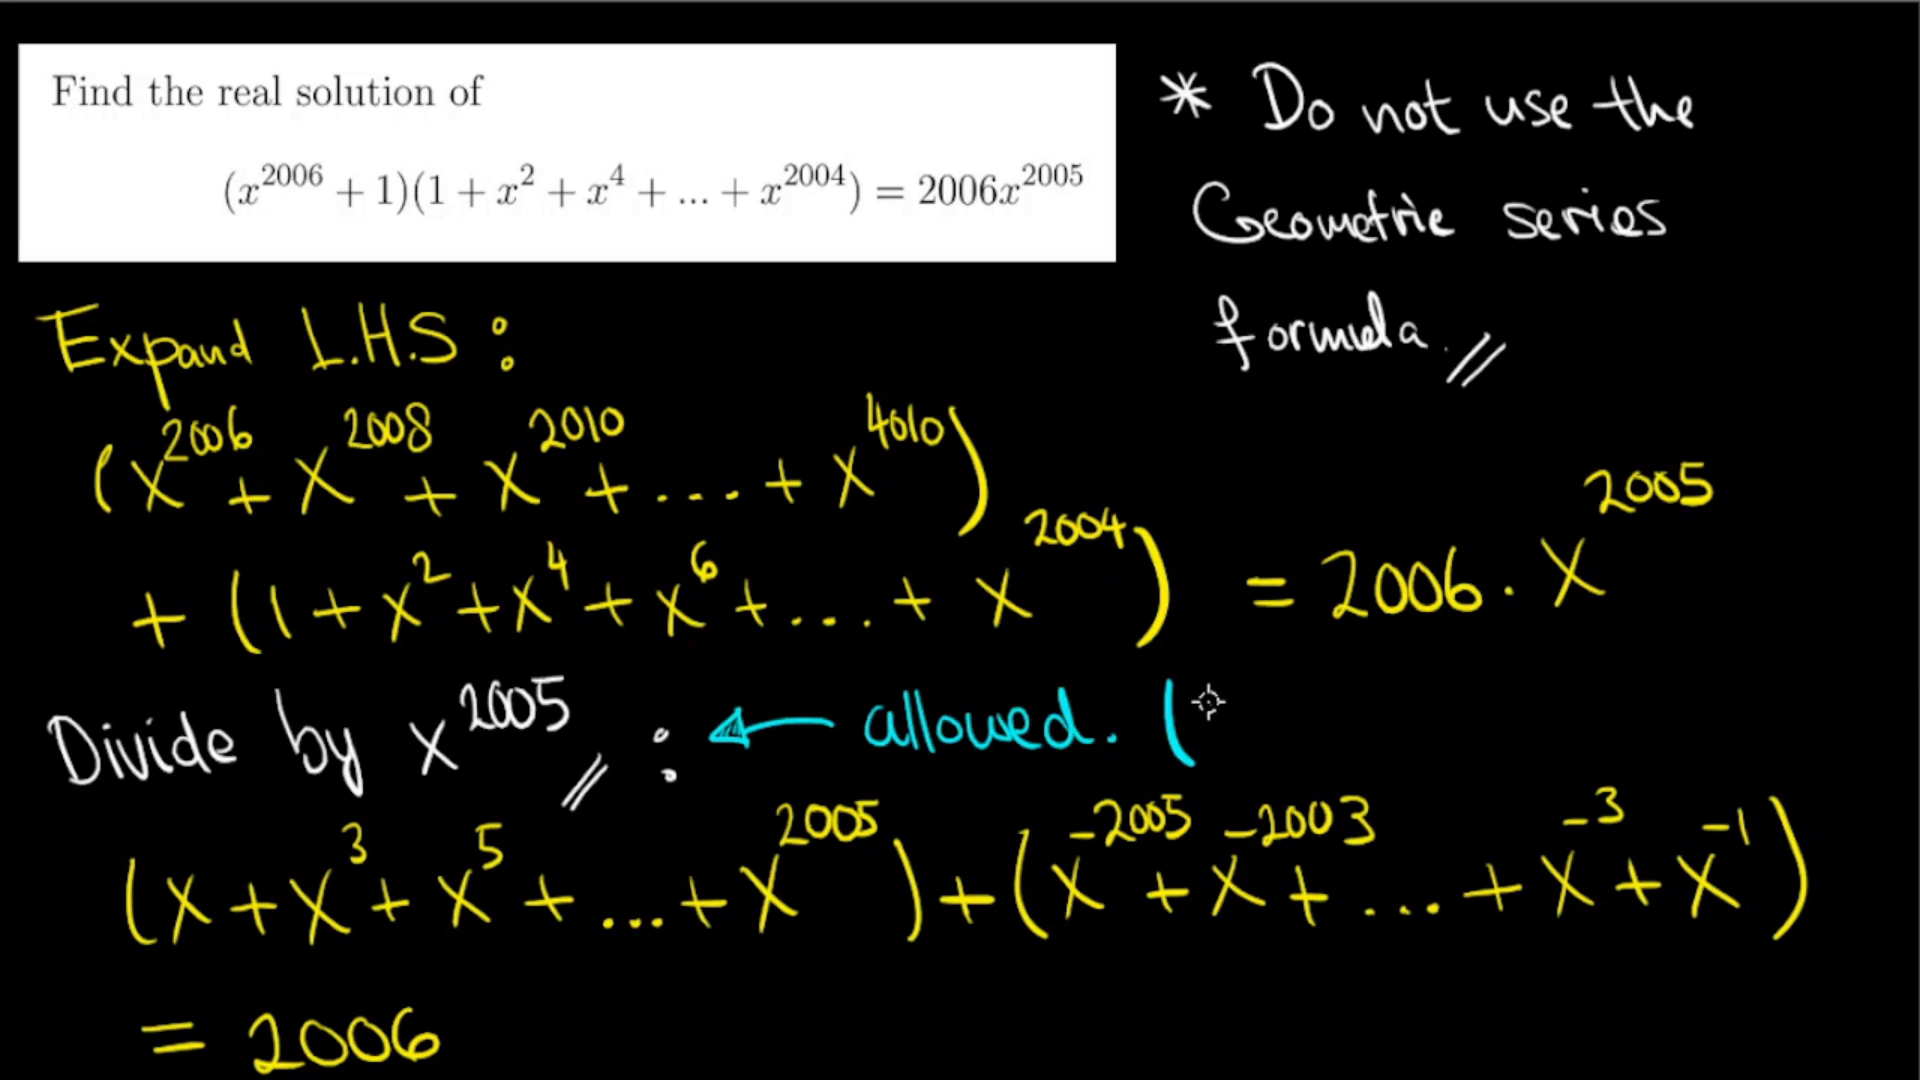 Find the real solution of
(x^2006 + 1)(1 + x^2 + x^4 + ... + x^2004) = 2006x^2005
* Do not use the
Geometric series
formula. //
Expand L.H.S :
(x^2006 + x^2008 + x^2010 + ... + x^4010)
+ (1 + x^2 + x^4 + x^6 + ... + x^2004) = 2006 · x^2005
Divide by x^2005 // : ← allowed. (
(x + x^3 + x^5 + ... + x^2005) + (x^-2005 + x^-2003 + ... + x^-3 + x^-1)
= 2006